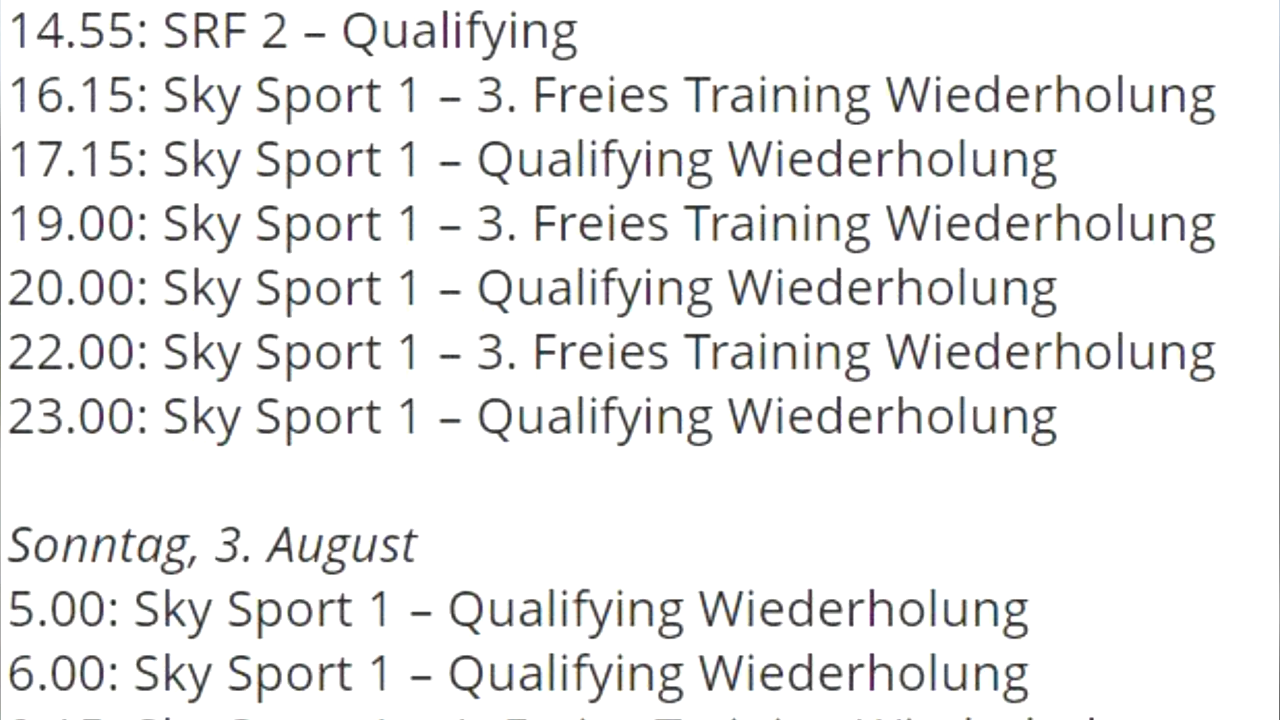 14.55: SRF 2 – Qualifying
16.15: Sky Sport 1 – 3. Freies Training Wiederholung
17.15: Sky Sport 1 – Qualifying Wiederholung
19.00: Sky Sport 1 – 3. Freies Training Wiederholung
20.00: Sky Sport 1 – Qualifying Wiederholung
22.00: Sky Sport 1 – 3. Freies Training Wiederholung
23.00: Sky Sport 1 – Qualifying Wiederholung
Sonntag, 3. August
5.00: Sky Sport 1 – Qualifying Wiederholung
6.00: Sky Sport 1 – Qualifying Wiederholung